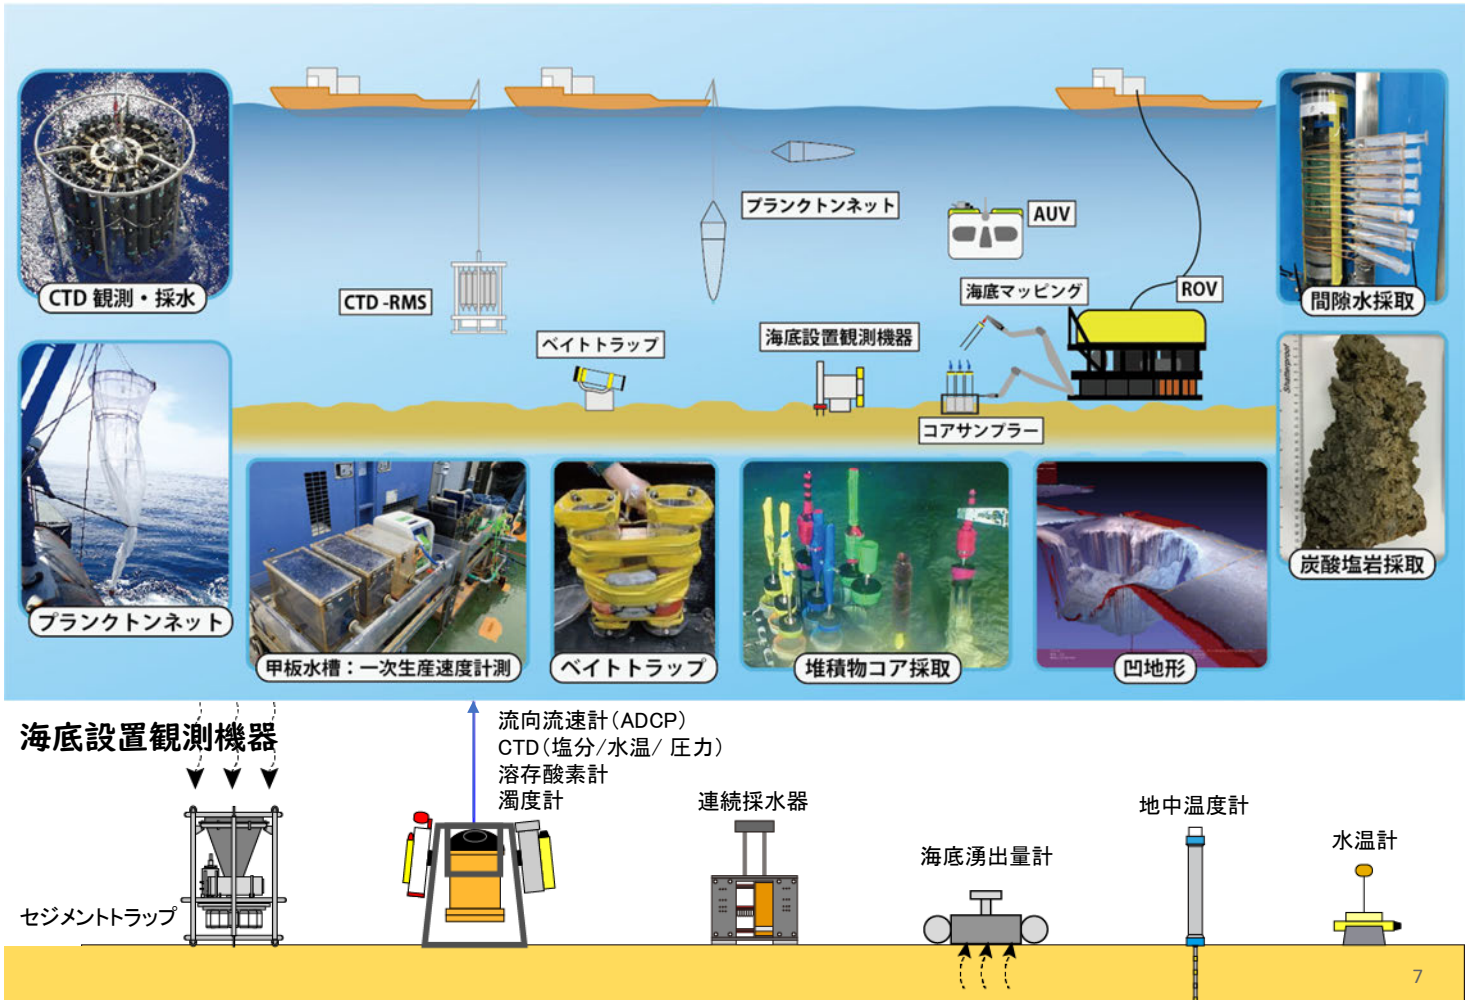 CTD 観測・採水
プランクトンネット
CTD -RMS
プランクトンネット
AUV
ベイトトラップ
海底設置観測機器
海底マッピング
ROV
コアサンプラー
間隙水採取
Shatterproof
炭酸塩岩採取
甲板水槽：一次生産速度計測
ベイトトラップ
堆積物コア採取
凹地形
海底設置観測機器
流向流速計(ADCP)
CTD(塩分/水温/ 圧力)
溶存酸素計
濁度計
セジメントトラップ
連続採水器
海底湧出量計
地中温度計
水温計
7